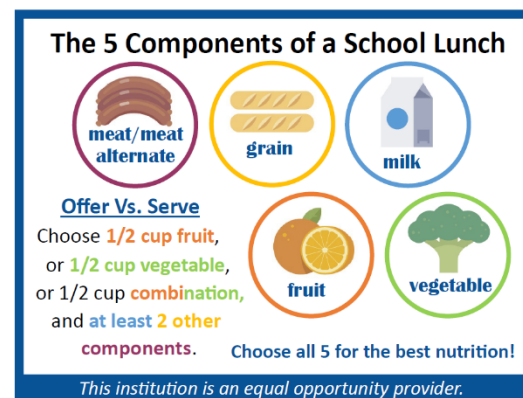 The 5 Components of a School Lunch
meat/meat
alternate
grain
milk
Offer Vs. Serve
Choose 1/2 cup fruit,
or 1/2 cup vegetable,
or 1/2 cup combination,
and at least 2 other
components.
fruit
vegetable
Choose all 5 for the best nutrition!
This institution is an equal opportunity provider.